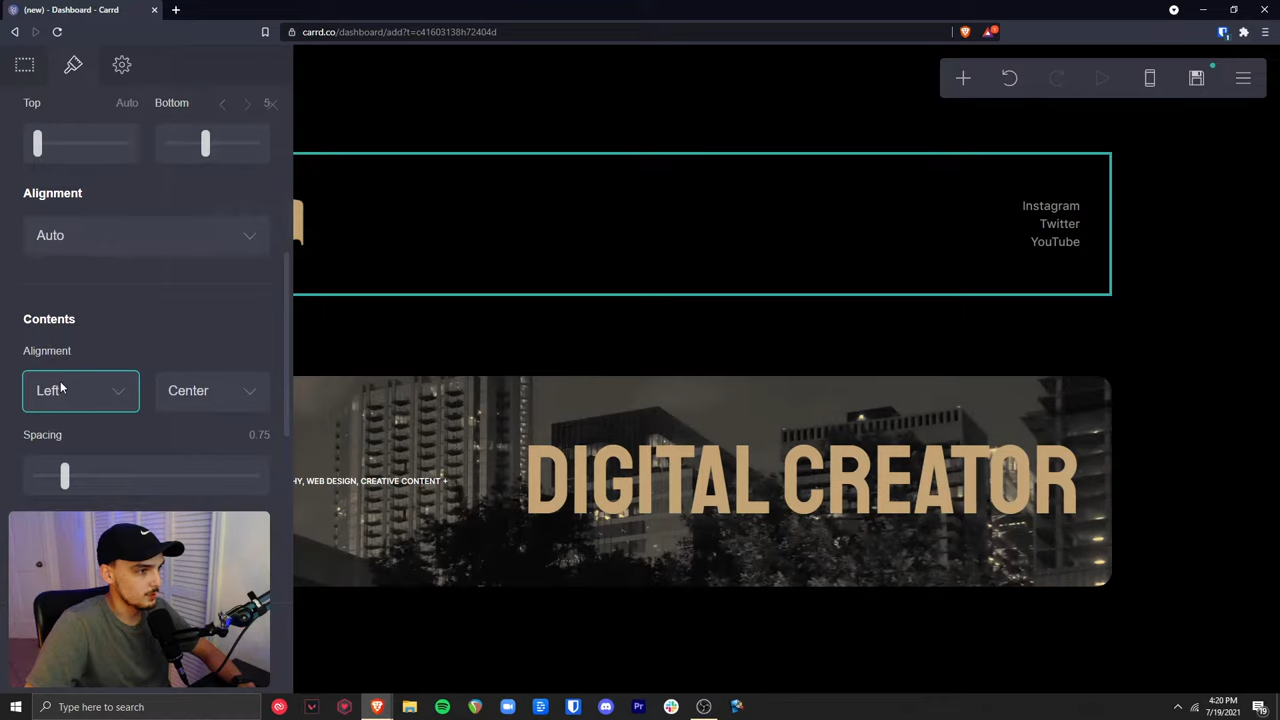 (new) - Dashboard - Carrd
carrd.co/dashboard/add?t=c41603138h72404d
Top Auto Bottom 5
Alignment
Auto
Contents
Alignment
Left Center
Spacing 0.75
Instagram
Twitter
YouTube
HY, WEB DESIGN, CREATIVE CONTENT +
DIGITAL CREATOR
Type here to search
4:20 PM
7/19/2021